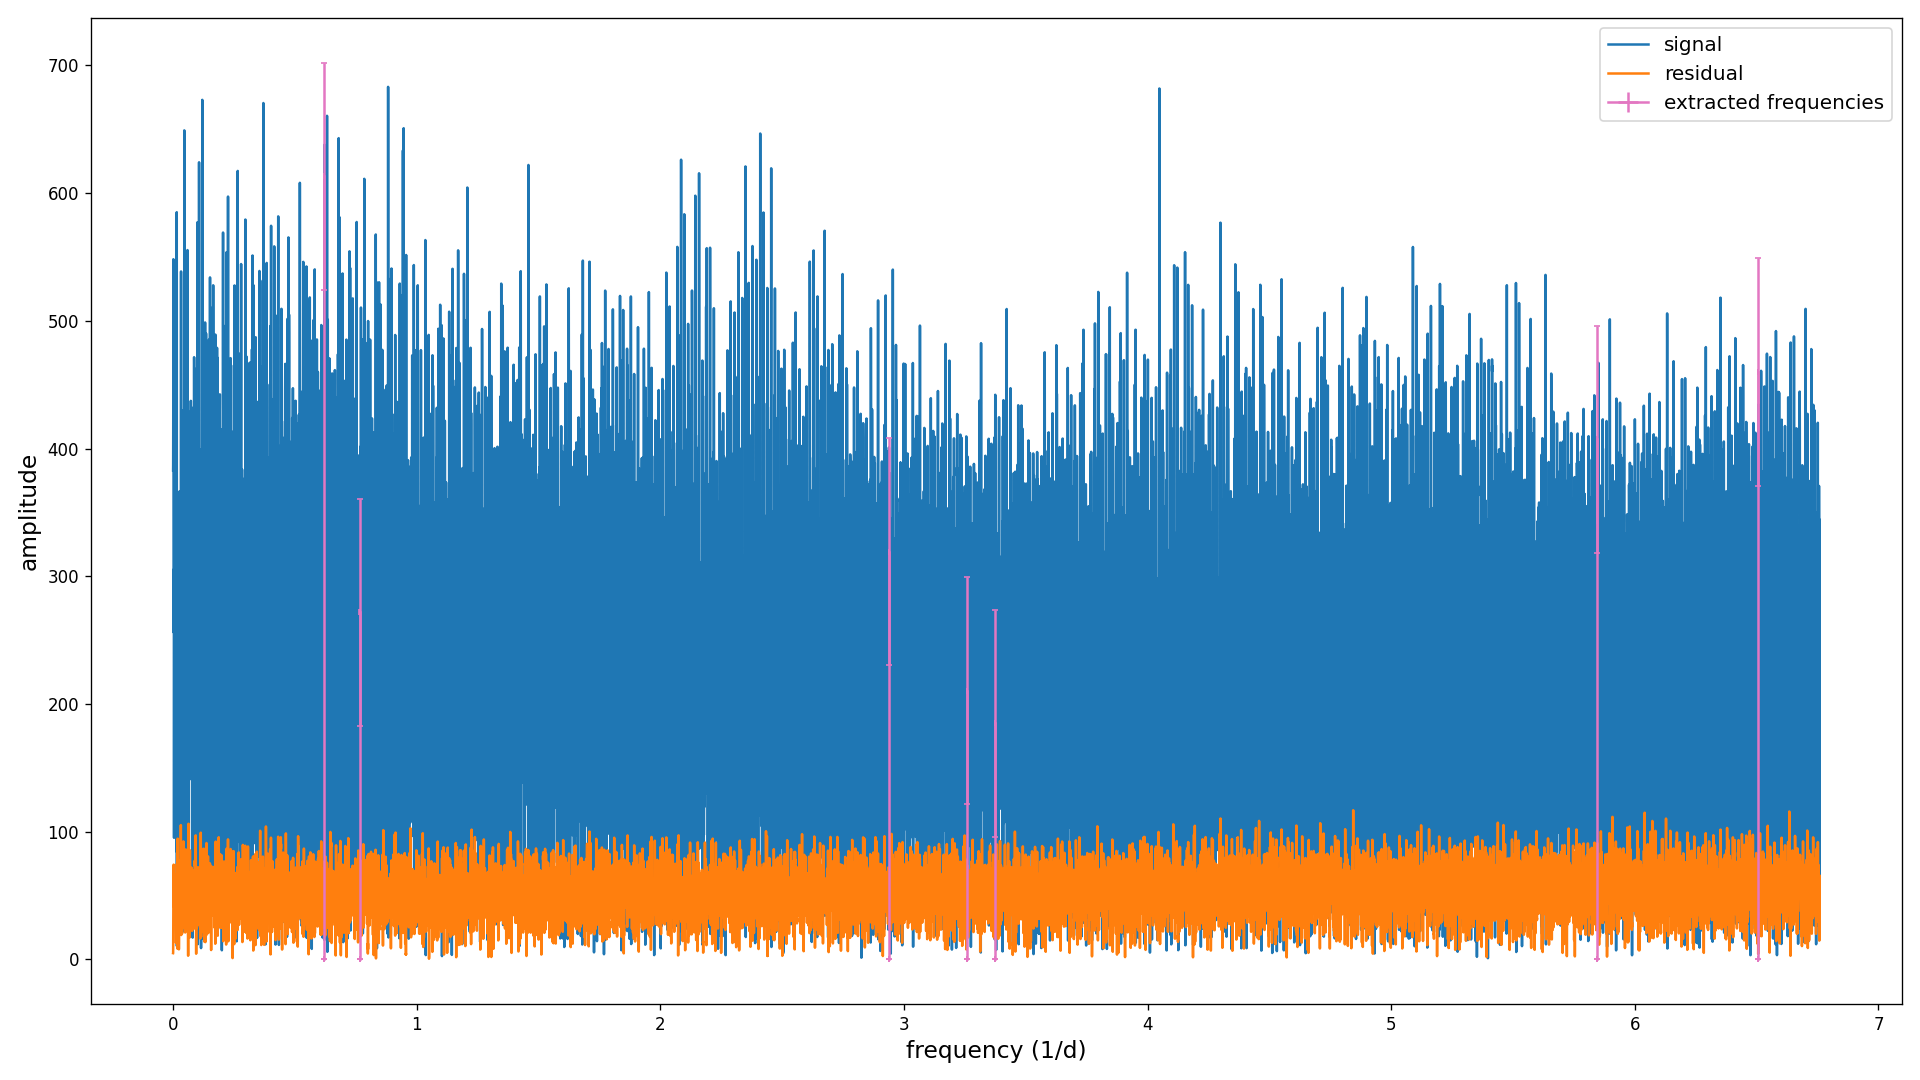 signal
residual
extracted frequencies
amplitude
700
600
500
400
300
200
100
0
0 1 2 3 4 5 6 7
frequency (1/d)